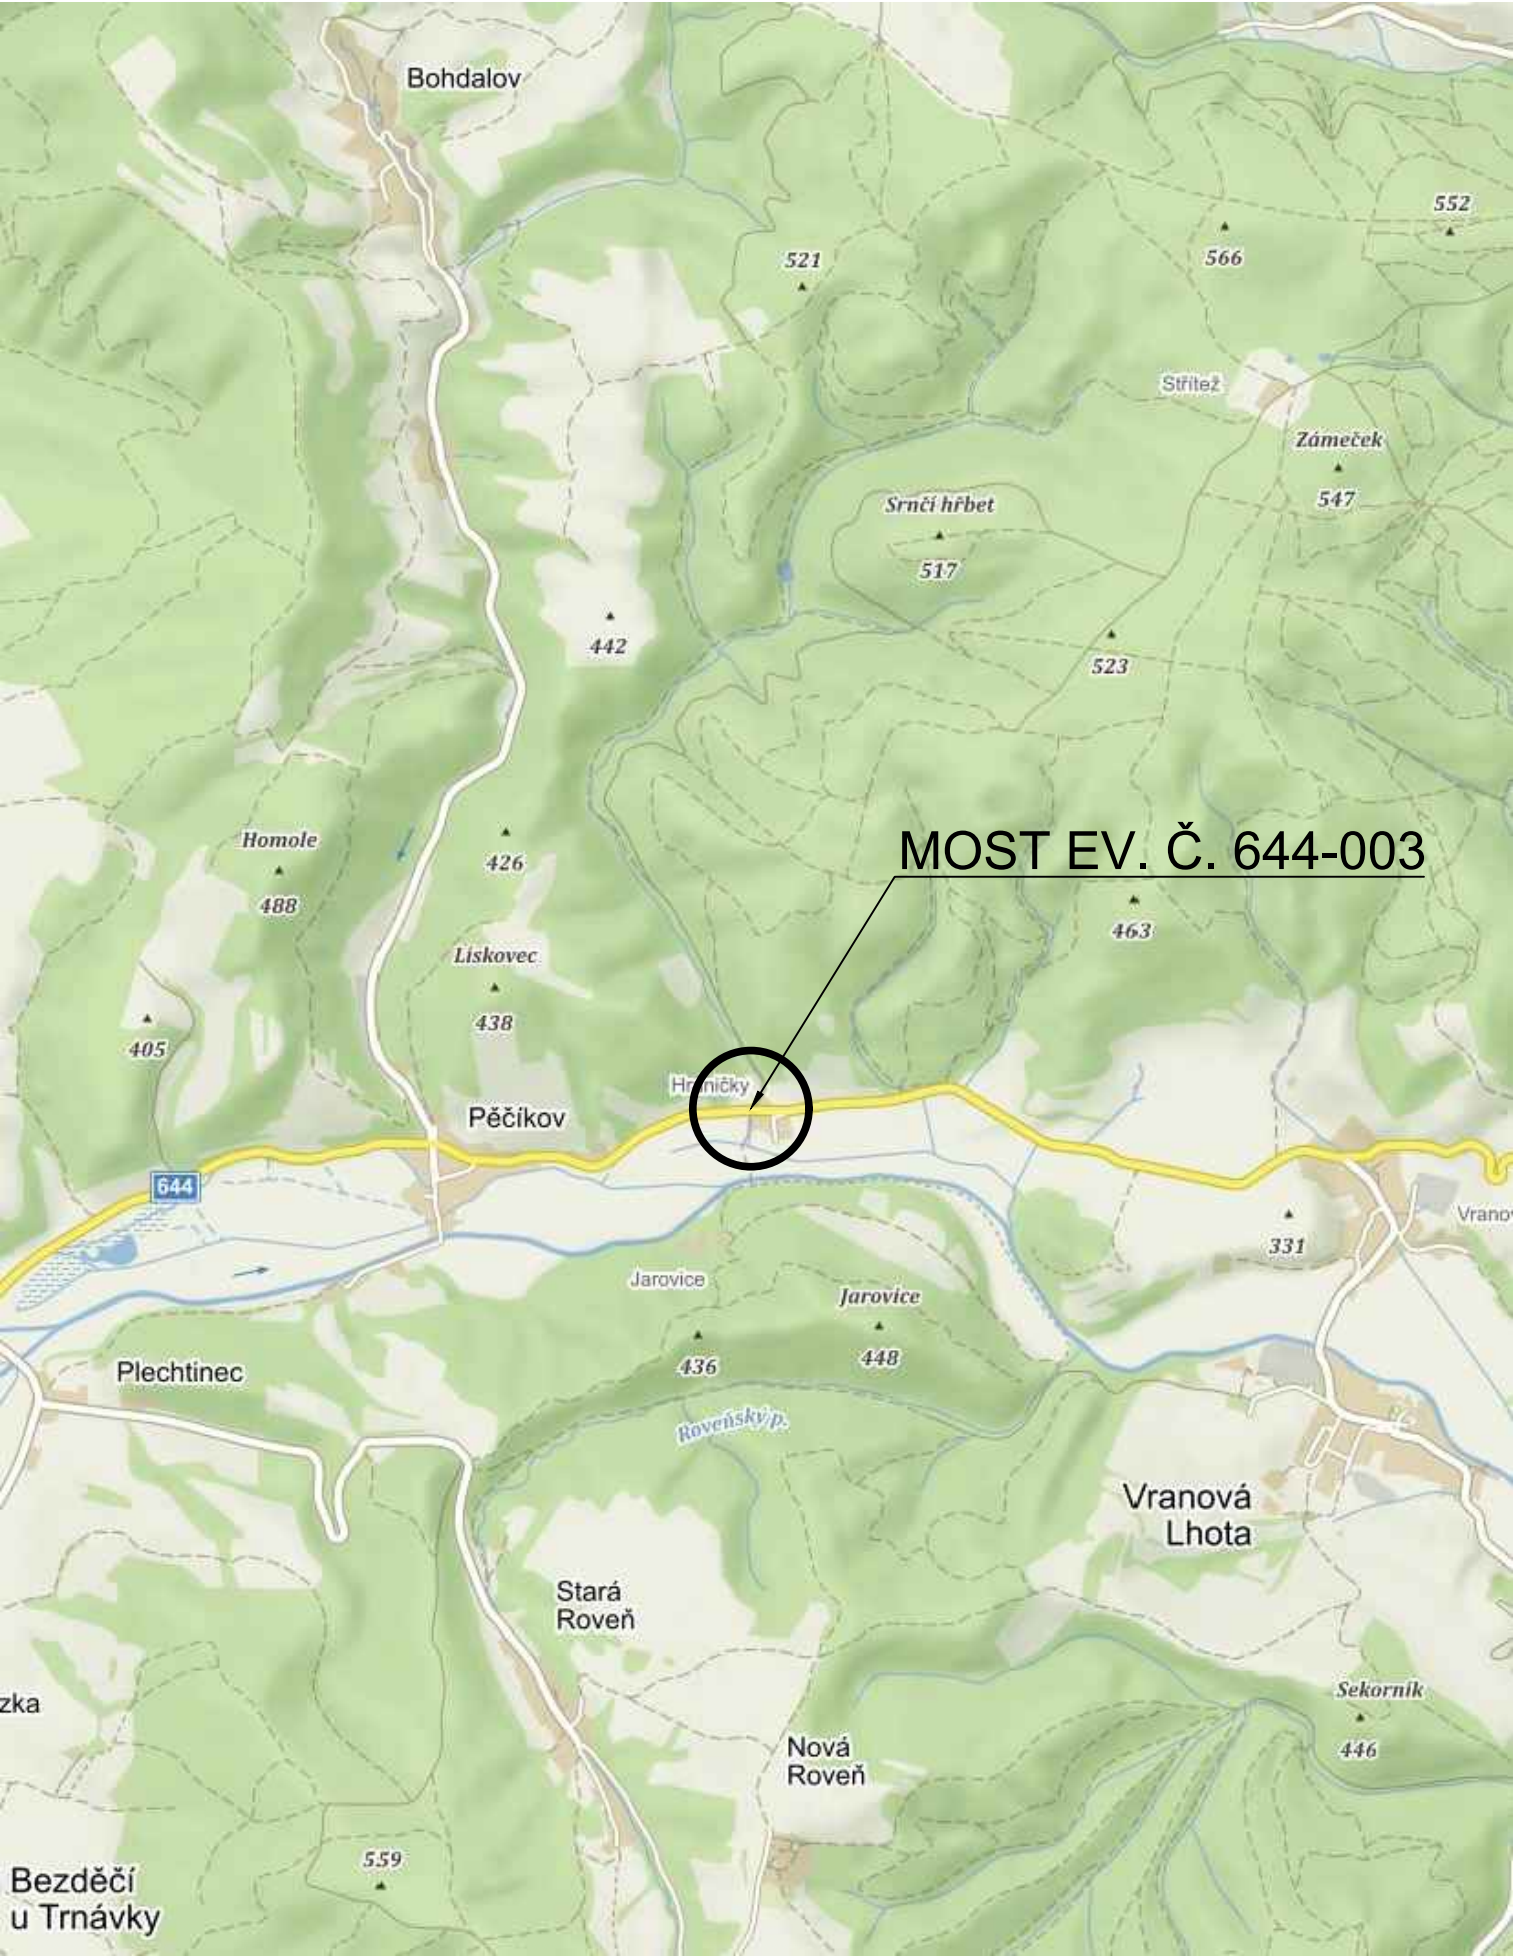 Bohdalov
552
566
521
Střítež
Zámeček
547
Srnčí hřbet
517
442
523
MOST EV. Č. 644-003
Homole
488
426
463
Lískovec
438
405
Pěčíkov
644
331
Jarovice
Jarovice
436
448
Plechtinec
Roveňský p.
Vranová
Lhota
Stará
Roveň
Sekorník
446
Nová
Roveň
559
Bezděčí
u Trnávky